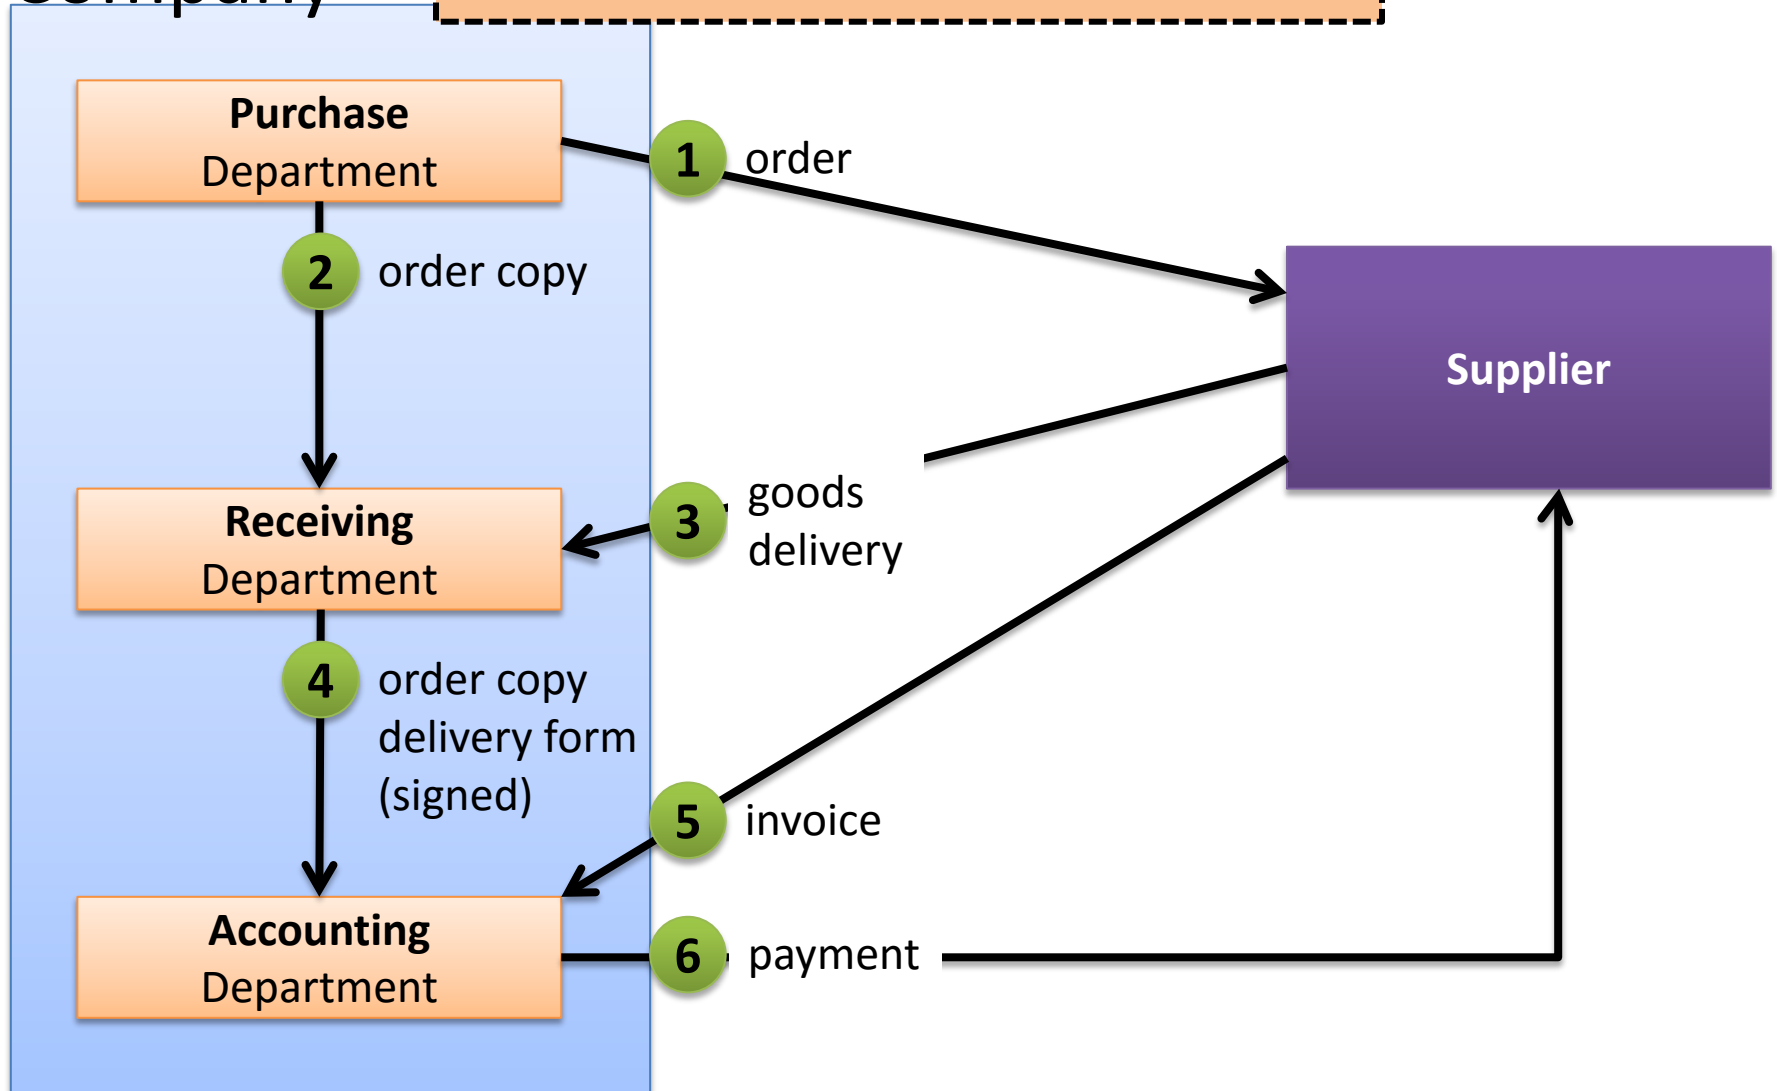 Company
Purchase
Department
1
order
2
order copy
Supplier
3
goods
delivery
Receiving
Department
4
order copy
delivery form
(signed)
5
invoice
Accounting
Department
6
payment